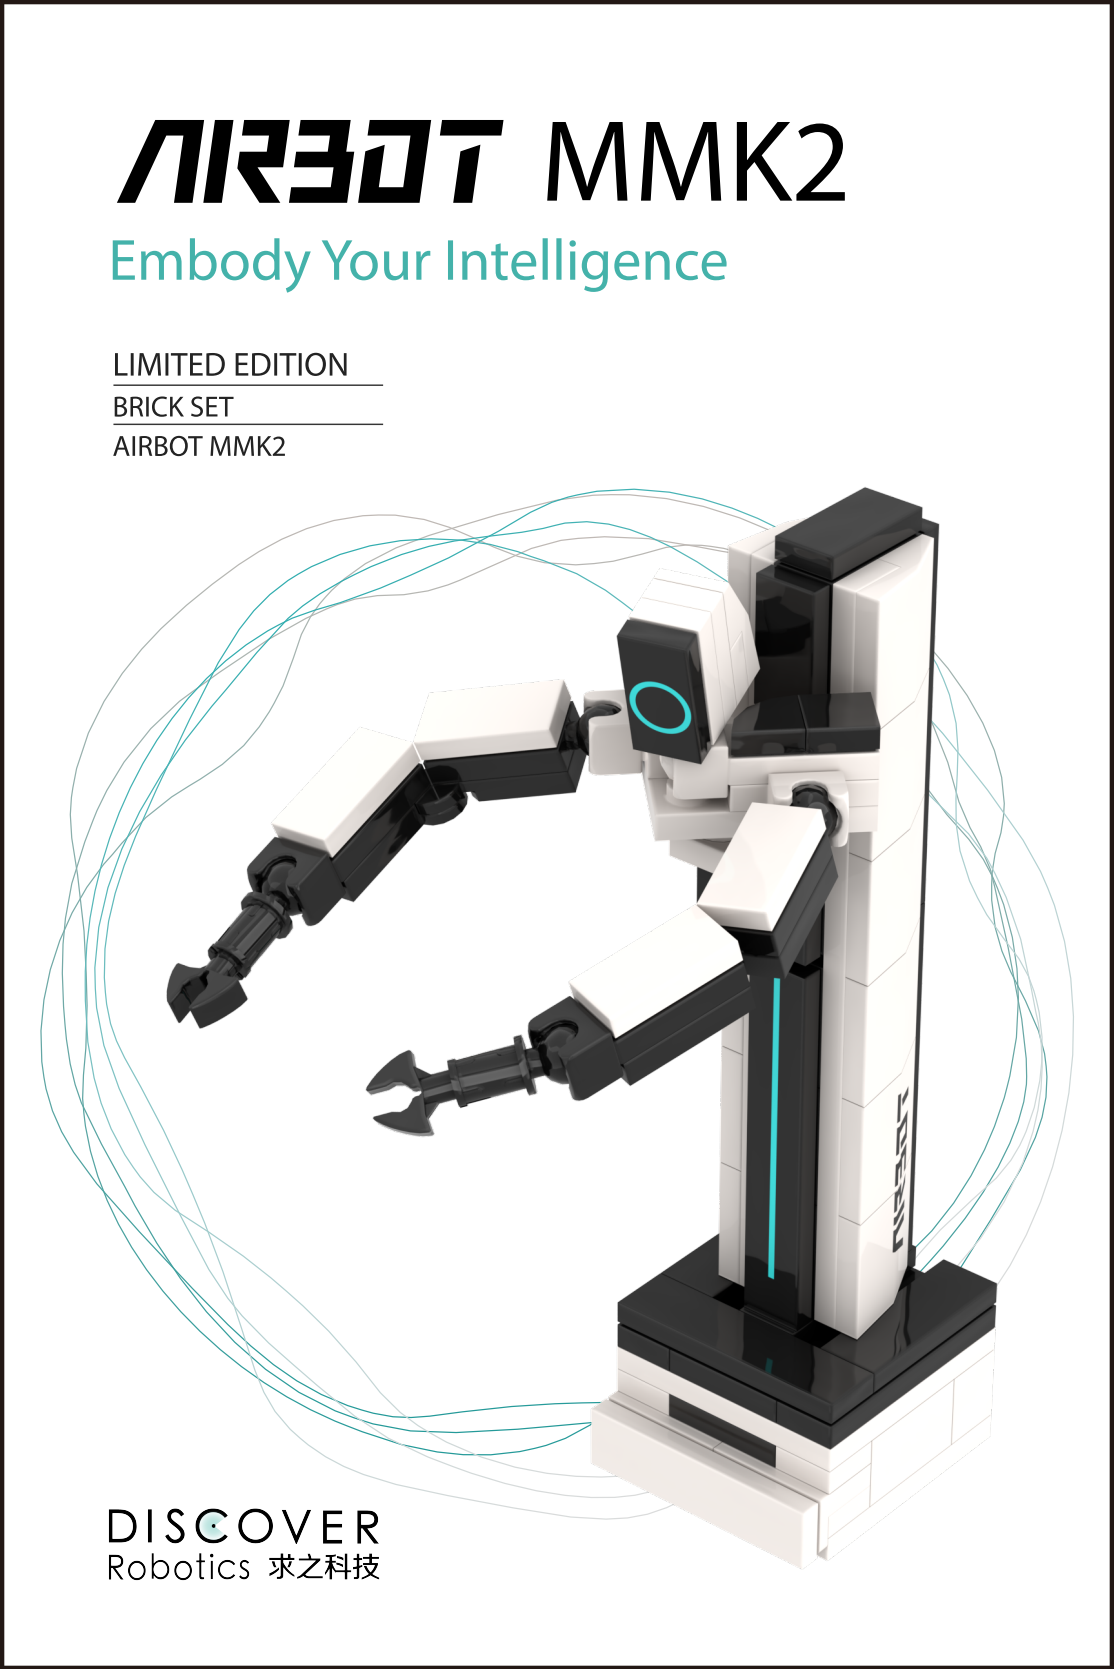 AIRBOT MMK2
Embody Your Intelligence
LIMITED EDITION
BRICK SET
AIRBOT MMK2
AIRBOT
DISCOVER
Robotics 求之科技